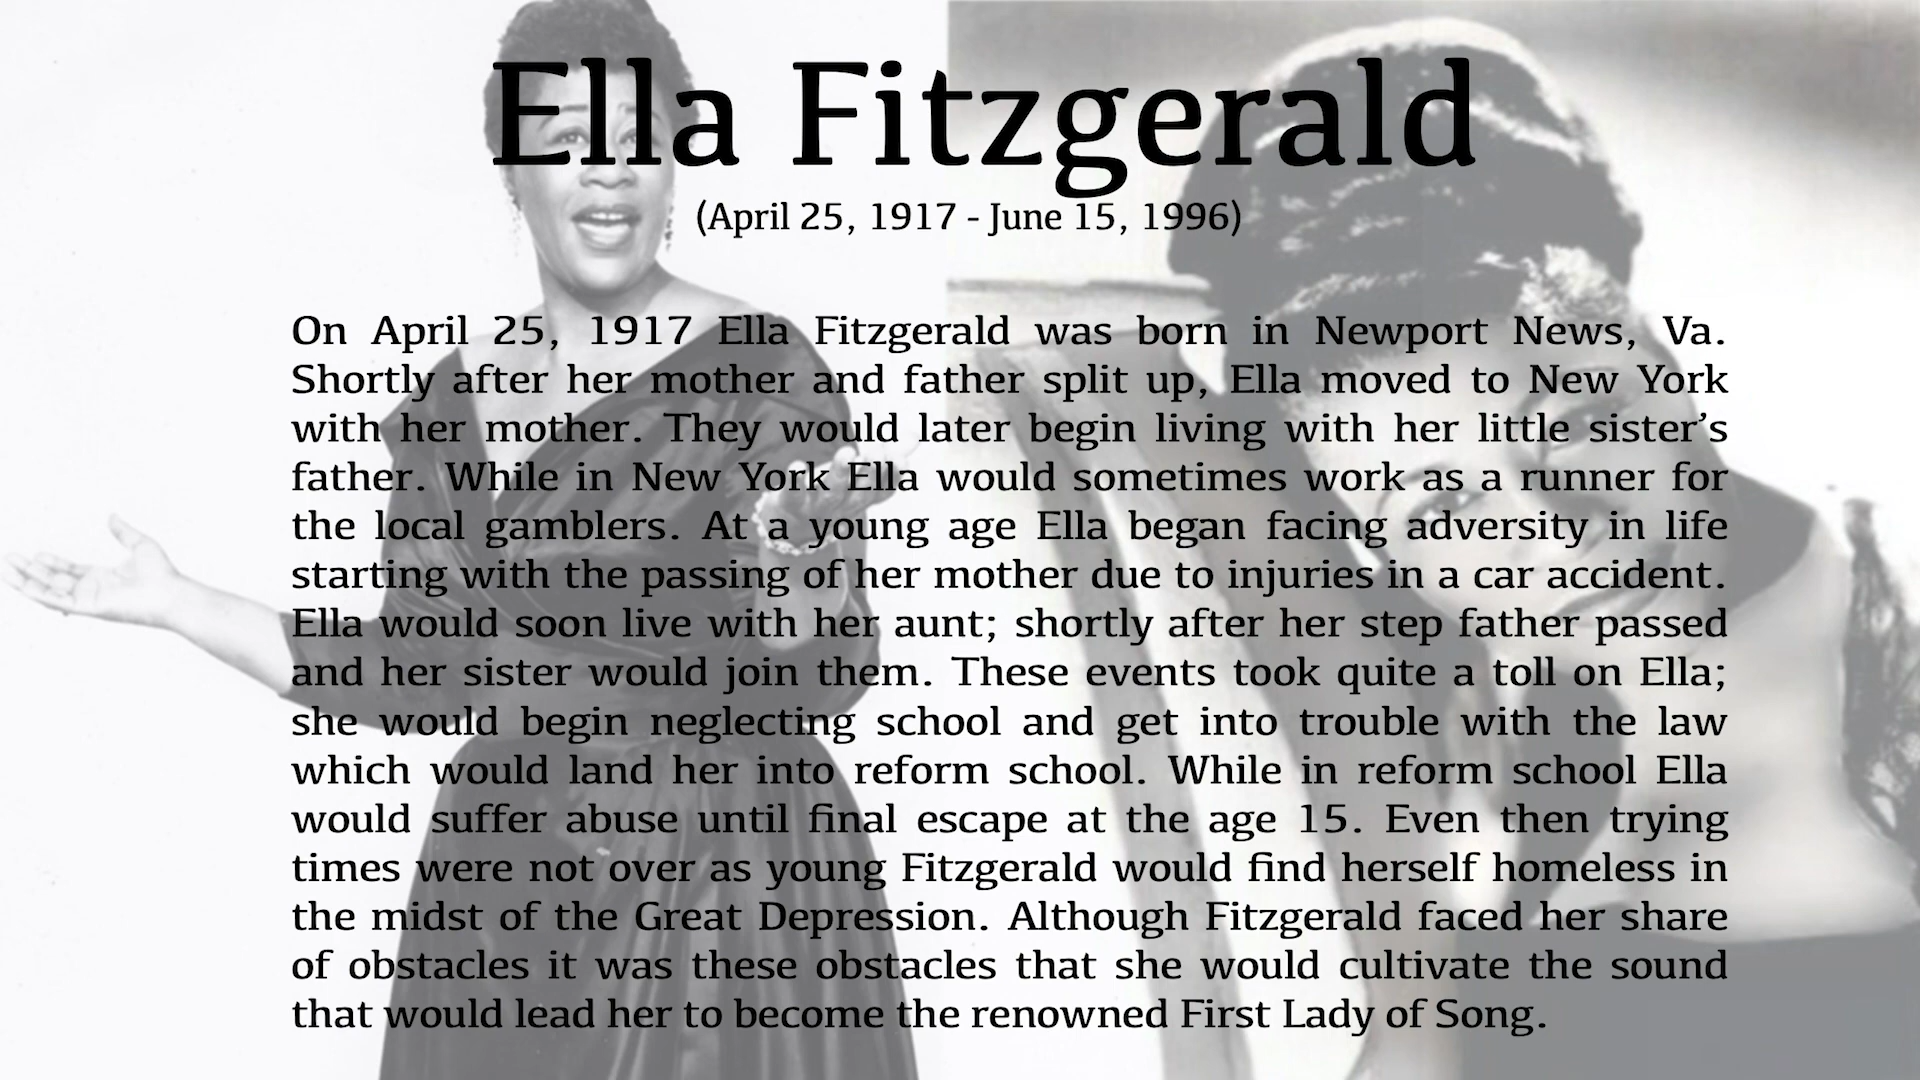 Ella Fitzgerald
(April 25, 1917 - June 15, 1996)
On April 25, 1917 Ella Fitzgerald was born in Newport News, Va.
Shortly after her mother and father split up, Ella moved to New York
with her mother. They would later begin living with her little sister’s
father. While in New York Ella would sometimes work as a runner for
the local gamblers. At a young age Ella began facing adversity in life
starting with the passing of her mother due to injuries in a car accident.
Ella would soon live with her aunt; shortly after her step father passed
and her sister would join them. These events took quite a toll on Ella;
she would begin neglecting school and get into trouble with the law
which would land her into reform school. While in reform school Ella
would suffer abuse until final escape at the age 15. Even then trying
times were not over as young Fitzgerald would find herself homeless in
the midst of the Great Depression. Although Fitzgerald faced her share
of obstacles it was these obstacles that she would cultivate the sound
that would lead her to become the renowned First Lady of Song.